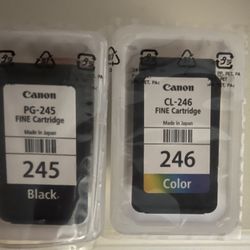 Canon
PG-245
FINE Cartridge
Made in Japan
245
Black
Canon
CL-246
FINE Cartridge
Made in Japan
246
Color